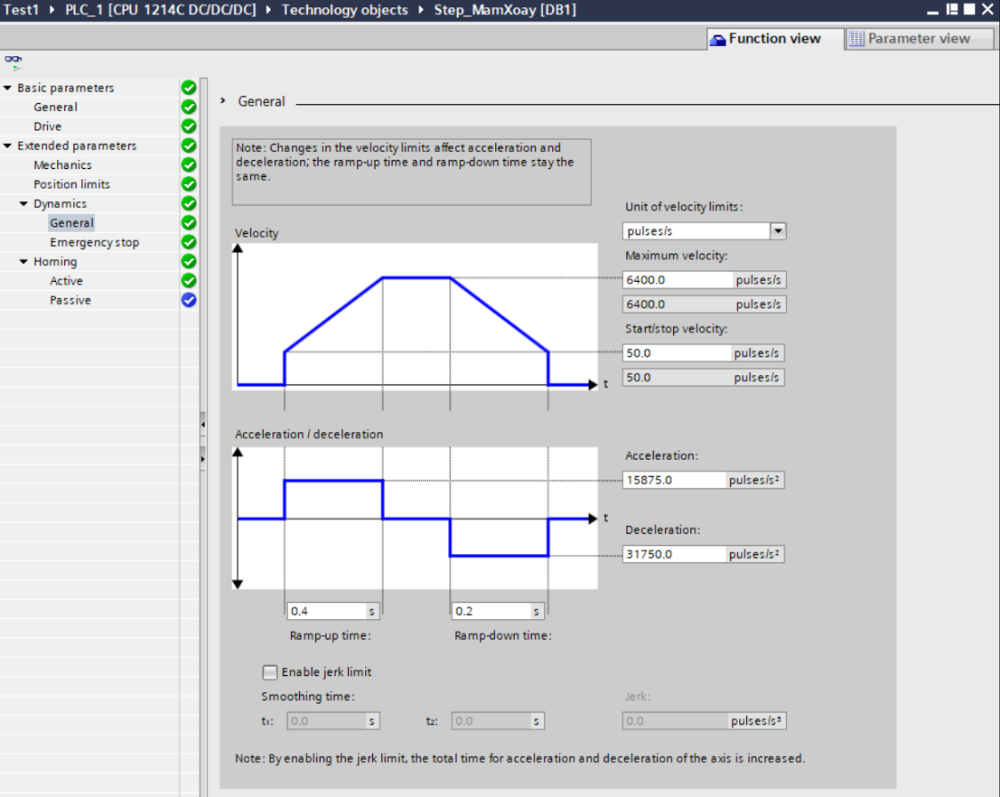 Test1 ▸ PLC_1 [CPU 1214C DC/DC/DC] ▸ Technology objects ▸ Step_MamXoay [DB1]
Function view
Parameter view
Basic parameters
General
Drive
Extended parameters
Mechanics
Position limits
Dynamics
General
Emergency stop
Homing
Active
Passive
General
Note: Changes in the velocity limits affect acceleration and
deceleration; the ramp-up time and ramp-down time stay the
same.
Unit of velocity limits:
pulses/s
Velocity
Maximum velocity:
6400.0 pulses/s
6400.0 pulses/s
Start/stop velocity:
50.0 pulses/s
50.0 pulses/s
t
Acceleration / deceleration
Acceleration:
15875.0 pulses/s²
t
Deceleration:
31750.0 pulses/s²
0.4 s
0.2 s
Ramp-up time:
Ramp-down time:
Enable jerk limit
Smoothing time:
Jerk:
t₁: 0.0 s
t₂: 0.0 s
0.0 pulses/s³
Note: By enabling the jerk limit, the total time for acceleration and deceleration of the axis is increased.